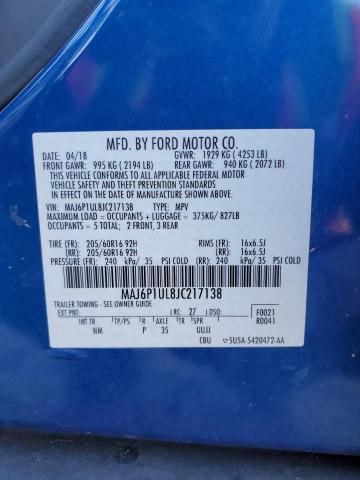 MFD. BY FORD MOTOR CO.
04/18 GVWR: 1929 KG ( 4253 LB)
FRONT GAWR: 995 KG ( 2194 LB) REAR GAWR: 940 KG ( 2072 LB)
THIS VEHICLE CONFORMS TO ALL APPLICABLE FEDERAL MOTOR
VEHICLE SAFETY AND THEFT PREVENTION STANDARDS IN EFFECT ON
THE DATE OF MANUFACTURE SHOWN ABOVE.
VIN: MAJ6P1UL8JC217138 TYPE: MPV
MAXIMUM LOAD = OCCUPANTS + LUGGAGE = 375KG/ 827LB
OCCUPANTS = 5 TOTAL; 2 FRONT, 3 REAR
TIRE (FR): 205/60R16 92H RIMS (FR): 16x6.5J
(RR): 205/60R16 92H (RR): 16x6.5J
PRESSURE (FR): 240 kPa/ 35 PSI COLD (RR): 240 kPa/ 35 PSI COLD
MAJ6P1UL8JC217138
TRAILER TOWING - SEE OWNER GUIDE
EXT PNT: RC: 27 DSO: F0021
R0041
INT TR TP/PS R AXLE TR SPR
NM P 35 UUJJ
CBU 5U5A-5420472-AA